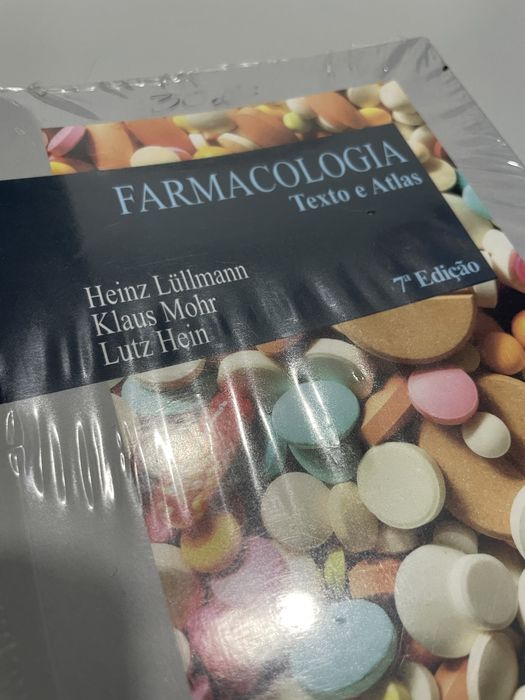 FARMACOLOGIA
Texto e Atlas
7ª Edição
Heinz Lüllmann
Klaus Mohr
Lutz Hein